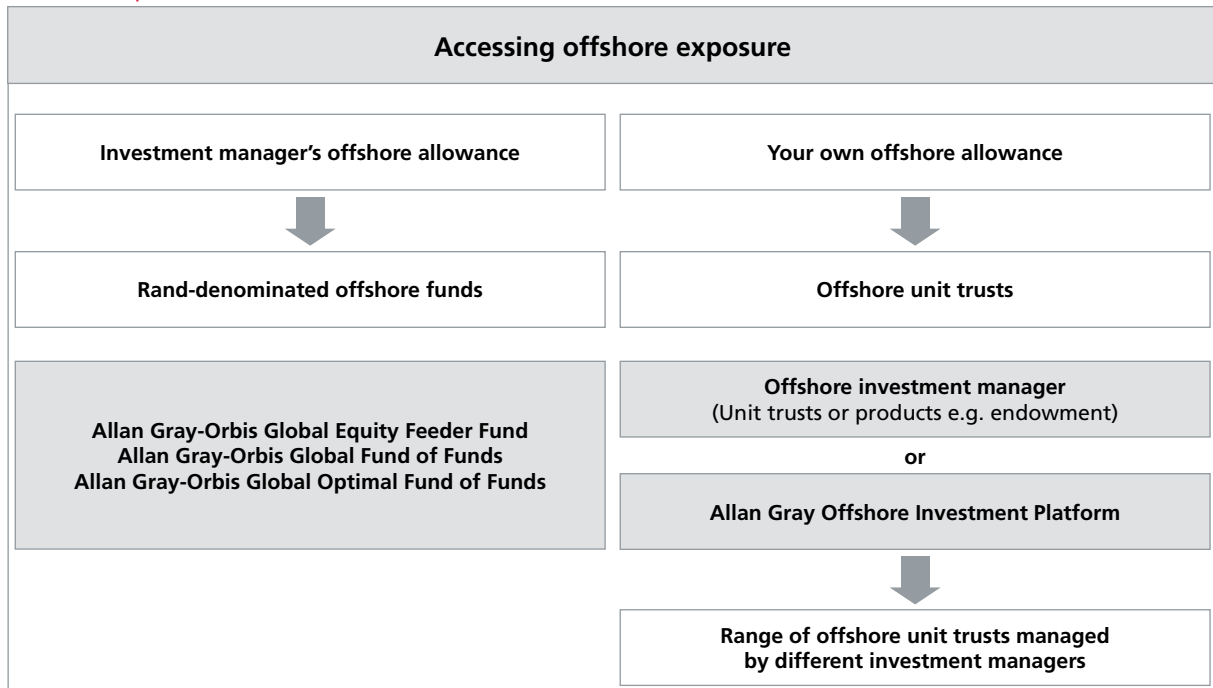 Accessing offshore exposure
Investment manager's offshore allowance
Rand-denominated offshore funds
Allan Gray-Orbis Global Equity Feeder Fund
Allan Gray-Orbis Global Fund of Funds
Allan Gray-Orbis Global Optimal Fund of Funds
Your own offshore allowance
Offshore unit trusts
Offshore investment manager
(Unit trusts or products e.g. endowment)
or
Allan Gray Offshore Investment Platform
Range of offshore unit trusts managed
by different investment managers